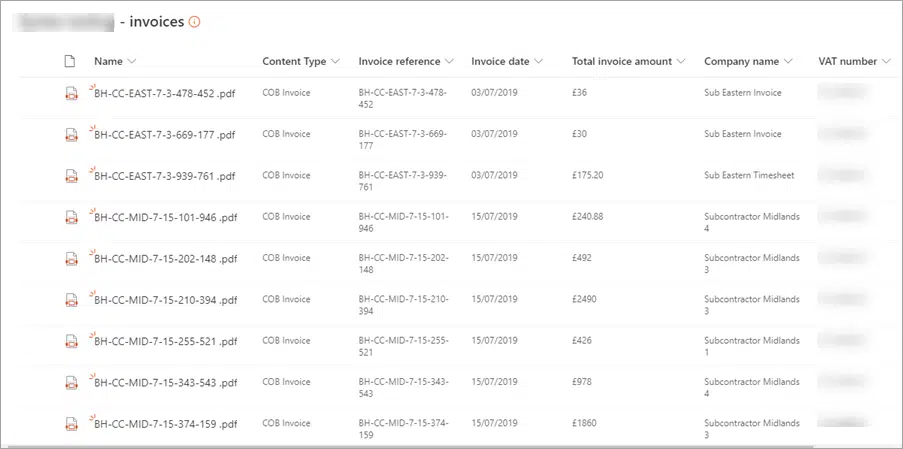 - invoices
Name Content Type Invoice reference Invoice date Total invoice amount Company name VAT number
BH-CC-EAST-7-3-478-452 .pdf COB Invoice BH-CC-EAST-7-3-478- 03/07/2019 £36 Sub Eastern Invoice
452
BH-CC-EAST-7-3-669-177 .pdf COB Invoice BH-CC-EAST-7-3-669- 03/07/2019 £30 Sub Eastern Invoice
177
BH-CC-EAST-7-3-939-761 .pdf COB Invoice BH-CC-EAST-7-3-939- 03/07/2019 £175.20 Sub Eastern Timesheet
761
BH-CC-MID-7-15-101-946 .pdf COB Invoice BH-CC-MID-7-15-101- 15/07/2019 £240.88 Subcontractor Midlands
946 4
BH-CC-MID-7-15-202-148 .pdf COB Invoice BH-CC-MID-7-15-202- 15/07/2019 £492 Subcontractor Midlands
148 3
BH-CC-MID-7-15-210-394 .pdf COB Invoice BH-CC-MID-7-15-210- 15/07/2019 £2490 Subcontractor Midlands
394 3
BH-CC-MID-7-15-255-521 .pdf COB Invoice BH-CC-MID-7-15-255- 15/07/2019 £426 Subcontractor Midlands
521 1
BH-CC-MID-7-15-343-543 .pdf COB Invoice BH-CC-MID-7-15-343- 15/07/2019 £978 Subcontractor Midlands
543 4
BH-CC-MID-7-15-374-159 .pdf COB Invoice BH-CC-MID-7-15-374- 15/07/2019 £1860 Subcontractor Midlands
159 3